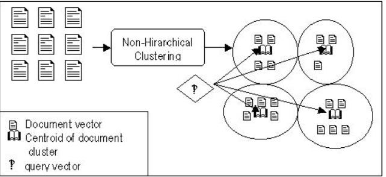 Non-Hirarchical
Clustering
?
Document vector
Centroid of document
cluster
? query vector